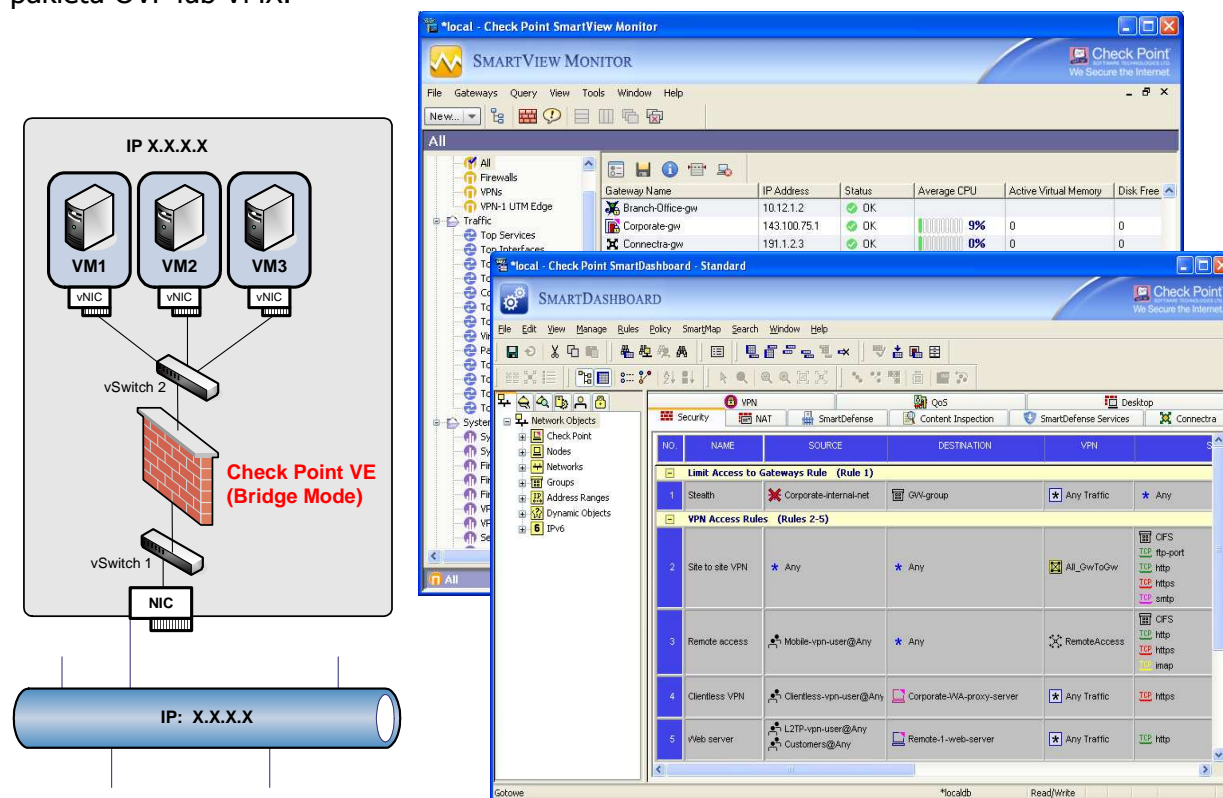 pakietu OVF lub VMX.
IP X.X.X.X
VM1
VM2
VM3
vNIC
vNIC
vNIC
vSwitch 2
Check Point VE
(Bridge Mode)
vSwitch 1
NIC
IP: X.X.X.X
*local - Check Point SmartView Monitor
SMARTVIEW MONITOR
Check Point
SOFTWARE TECHNOLOGIES LTD.
We Secure the Internet.
File Gateways Query View Tools Window Help
New...
All
All
Firewalls
VPNs
VPN-1 UTM Edge
Traffic
Top Services
Top Interfaces
Gateway Name IP Address Status Average CPU Active Virtual Memory Disk Free
Branch-Office-gw 10.12.1.2 OK
Corporate-gw 143.100.75.1 OK 9% 0 0
Connectra-gw 191.1.2.3 OK 0% 0 0
All
*local - Check Point SmartDashboard - Standard
SMARTDASHBOARD
Check Point
SOFTWARE TECHNOLOGIES LTD.
We Secure the Internet.
File Edit View Manage Rules Policy SmartMap Search Window Help
Network Objects
Check Point
Nodes
Networks
Groups
Address Ranges
Dynamic Objects
IPv6
VPN QoS Desktop
Security NAT SmartDefense Content Inspection SmartDefense Services Connectra
NO. NAME SOURCE DESTINATION VPN S
Limit Access to Gateways Rule (Rule 1)
1 Stealth Corporate-internal-net GW-group Any Traffic Any
VPN Access Rules (Rules 2-5)
2 Site to site VPN Any Any All_GwToGw
CIFS
TCP ftp-port
TCP http
TCP https
TCP smtp
3 Remote access Mobile-vpn-user@Any Any RemoteAccess
CIFS
TCP http
TCP https
TCP imap
4 Clientless VPN Clientless-vpn-user@Any Corporate-WA-proxy-server Any Traffic TCP https
5 Web server L2TP-vpn-user@Any
Customers@Any Remote-1-web-server Any Traffic TCP http
Gotowe *localdb Read/Write